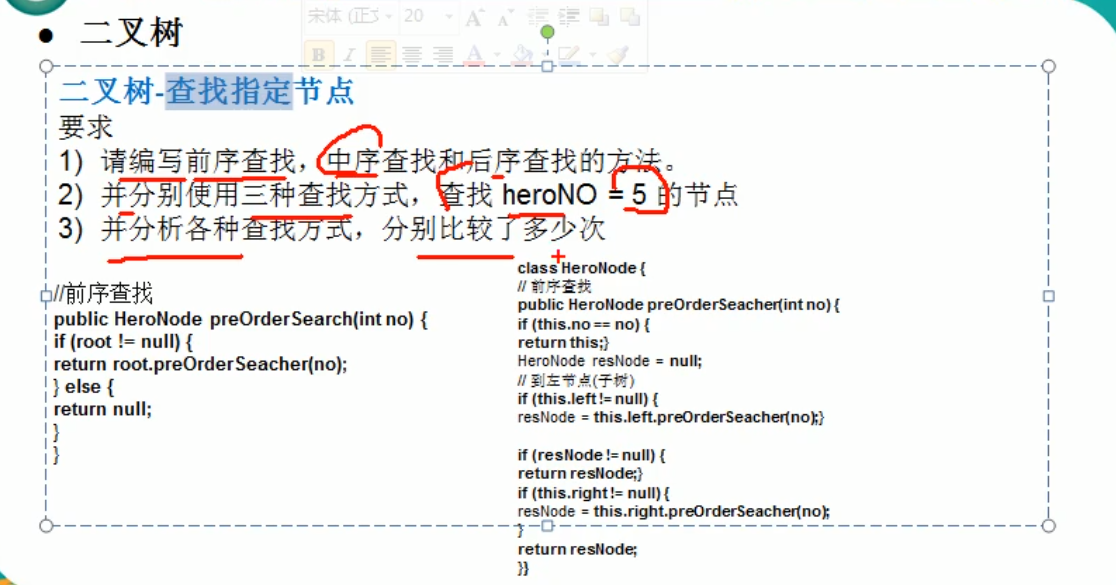 宋体 (正文
20
B I A
● 二叉树
二叉树-查找指定节点
要求
1) 请编写前序查找，中序查找和后序查找的方法。
2) 并分别使用三种查找方式，查找 heroNO = 5 的节点
3) 并分析各种查找方式，分别比较了多少次
//前序查找
public HeroNode preOrderSearch(int no) {
if (root != null) {
return root.preOrderSeacher(no);
} else {
return null;
}
}
class HeroNode {
// 前序查找
public HeroNode preOrderSeacher(int no) {
if (this.no == no) {
return this;}
HeroNode resNode = null;
// 到左节点(子树)
if (this.left != null) {
resNode = this.left.preOrderSeacher(no);}
if (resNode != null) {
return resNode;}
if (this.right != null) {
resNode = this.right.preOrderSeacher(no);
}
return resNode;
}}